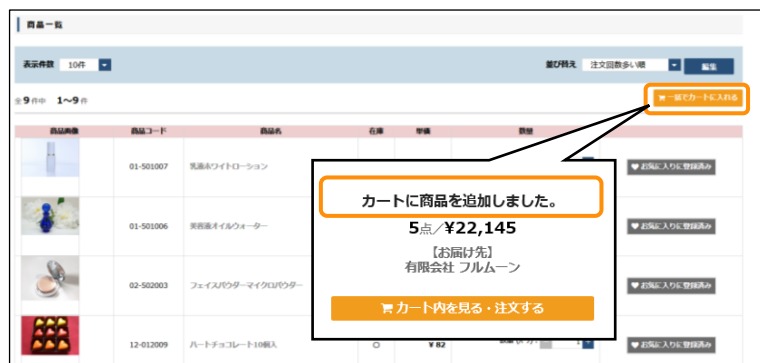 商品一覧
表示件数 10件
並び替え 注文回数多い順 編集
全9件中 1〜9件
一括でカートに入れる
商品画像 商品コード 商品名 在庫 単価 数量
01-501007 乳液ホワイトローション お気に入りに登録済み
カートに商品を追加しました。
5点/¥22,145
01-501006 美容液オイルウォーター お気に入りに登録済み
【お届け先】
有限会社 フルムーン
02-502003 フェイスパウダーマイクロパウダー お気に入りに登録済み
カート内を見る・注文する
12-012009 ハートチョコレート10個入 ○ ¥82 1 お気に入りに登録済み